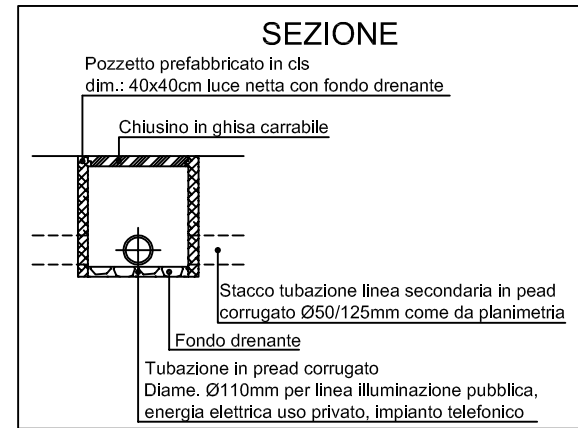 SEZIONE
Pozzetto prefabbricato in cls
dim.: 40x40cm luce netta con fondo drenante
Chiusino in ghisa carrabile
Stacco tubazione linea secondaria in pead
corrugato Ø50/125mm come da planimetria
Fondo drenante
Tubazione in pread corrugato
Diame. Ø110mm per linea illuminazione pubblica,
energia elettrica uso privato, impianto telefonico